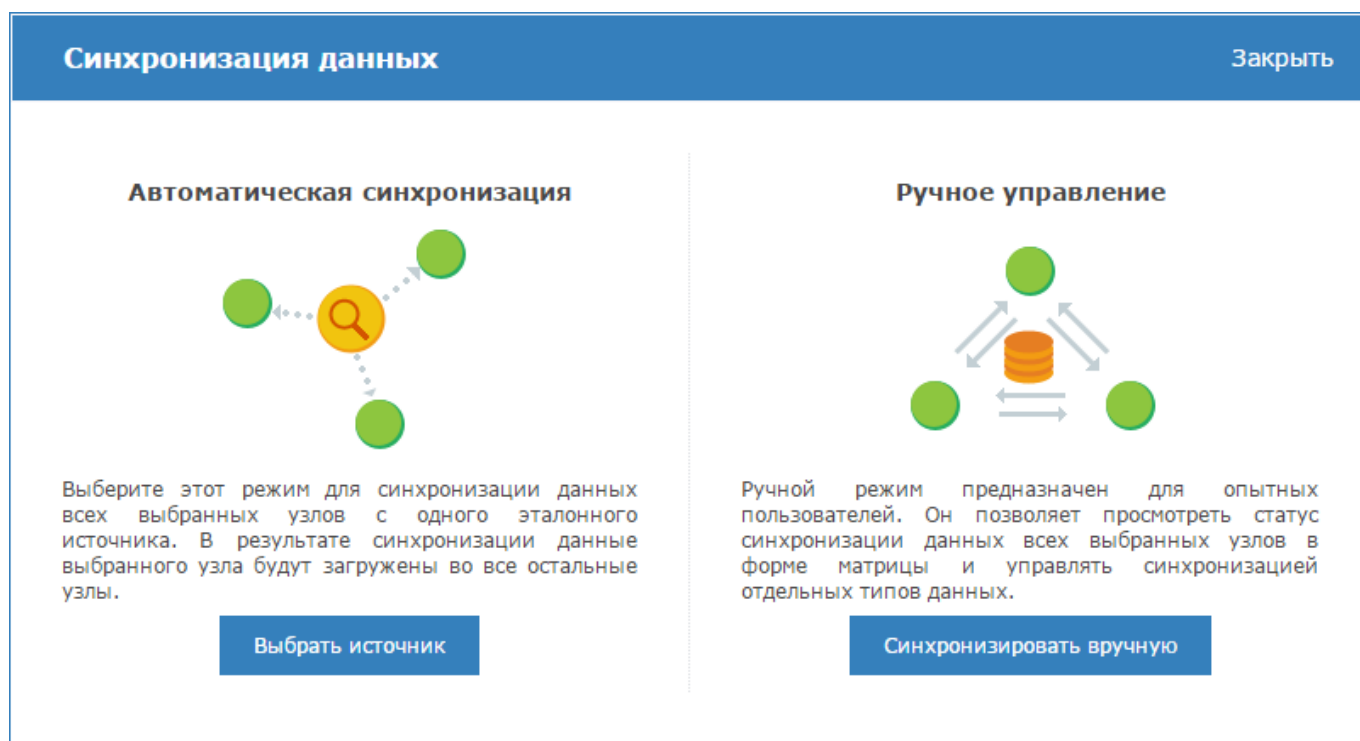 Синхронизация данных
Закрыть
Автоматическая синхронизация
Выберите этот режим для синхронизации данных
всех выбранных узлов с одного эталонного
источника. В результате синхронизации данные
выбранного узла будут загружены во все остальные
узлы.
Выбрать источник
Ручное управление
Ручной режим предназначен для опытных
пользователей. Он позволяет просмотреть статус
синхронизации данных всех выбранных узлов в
форме матрицы и управлять синхронизацией
отдельных типов данных.
Синхронизировать вручную